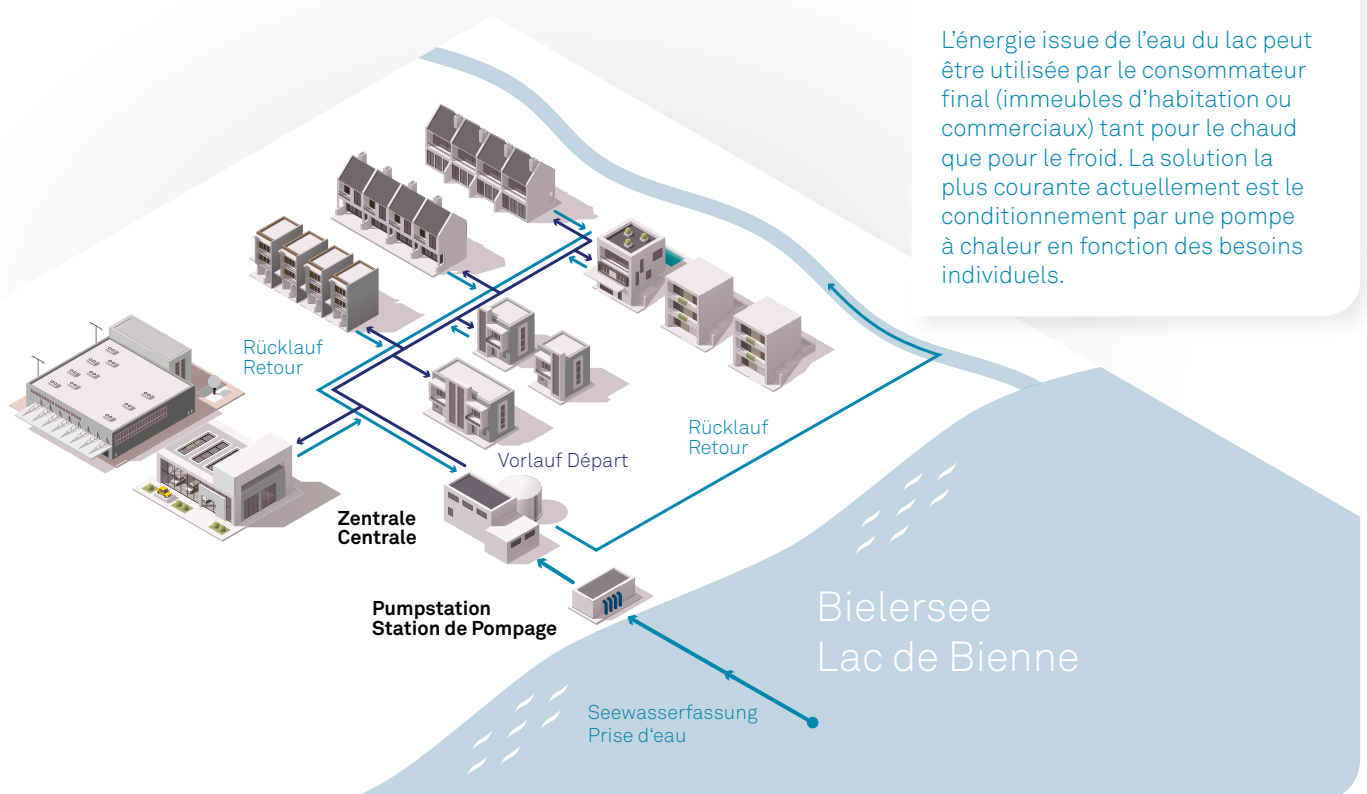 L’énergie issue de l’eau du lac peut
être utilisée par le consommateur
final (immeubles d’habitation ou
commerciaux) tant pour le chaud
que pour le froid. La solution la
plus courante actuellement est le
conditionnement par une pompe
à chaleur en fonction des besoins
individuels.
Rücklauf
Retour
Rücklauf
Retour
Vorlauf Départ
Zentrale
Centrale
Pumpstation
Station de Pompage
Bielersee
Lac de Bienne
Seewasserfassung
Prise d‘eau